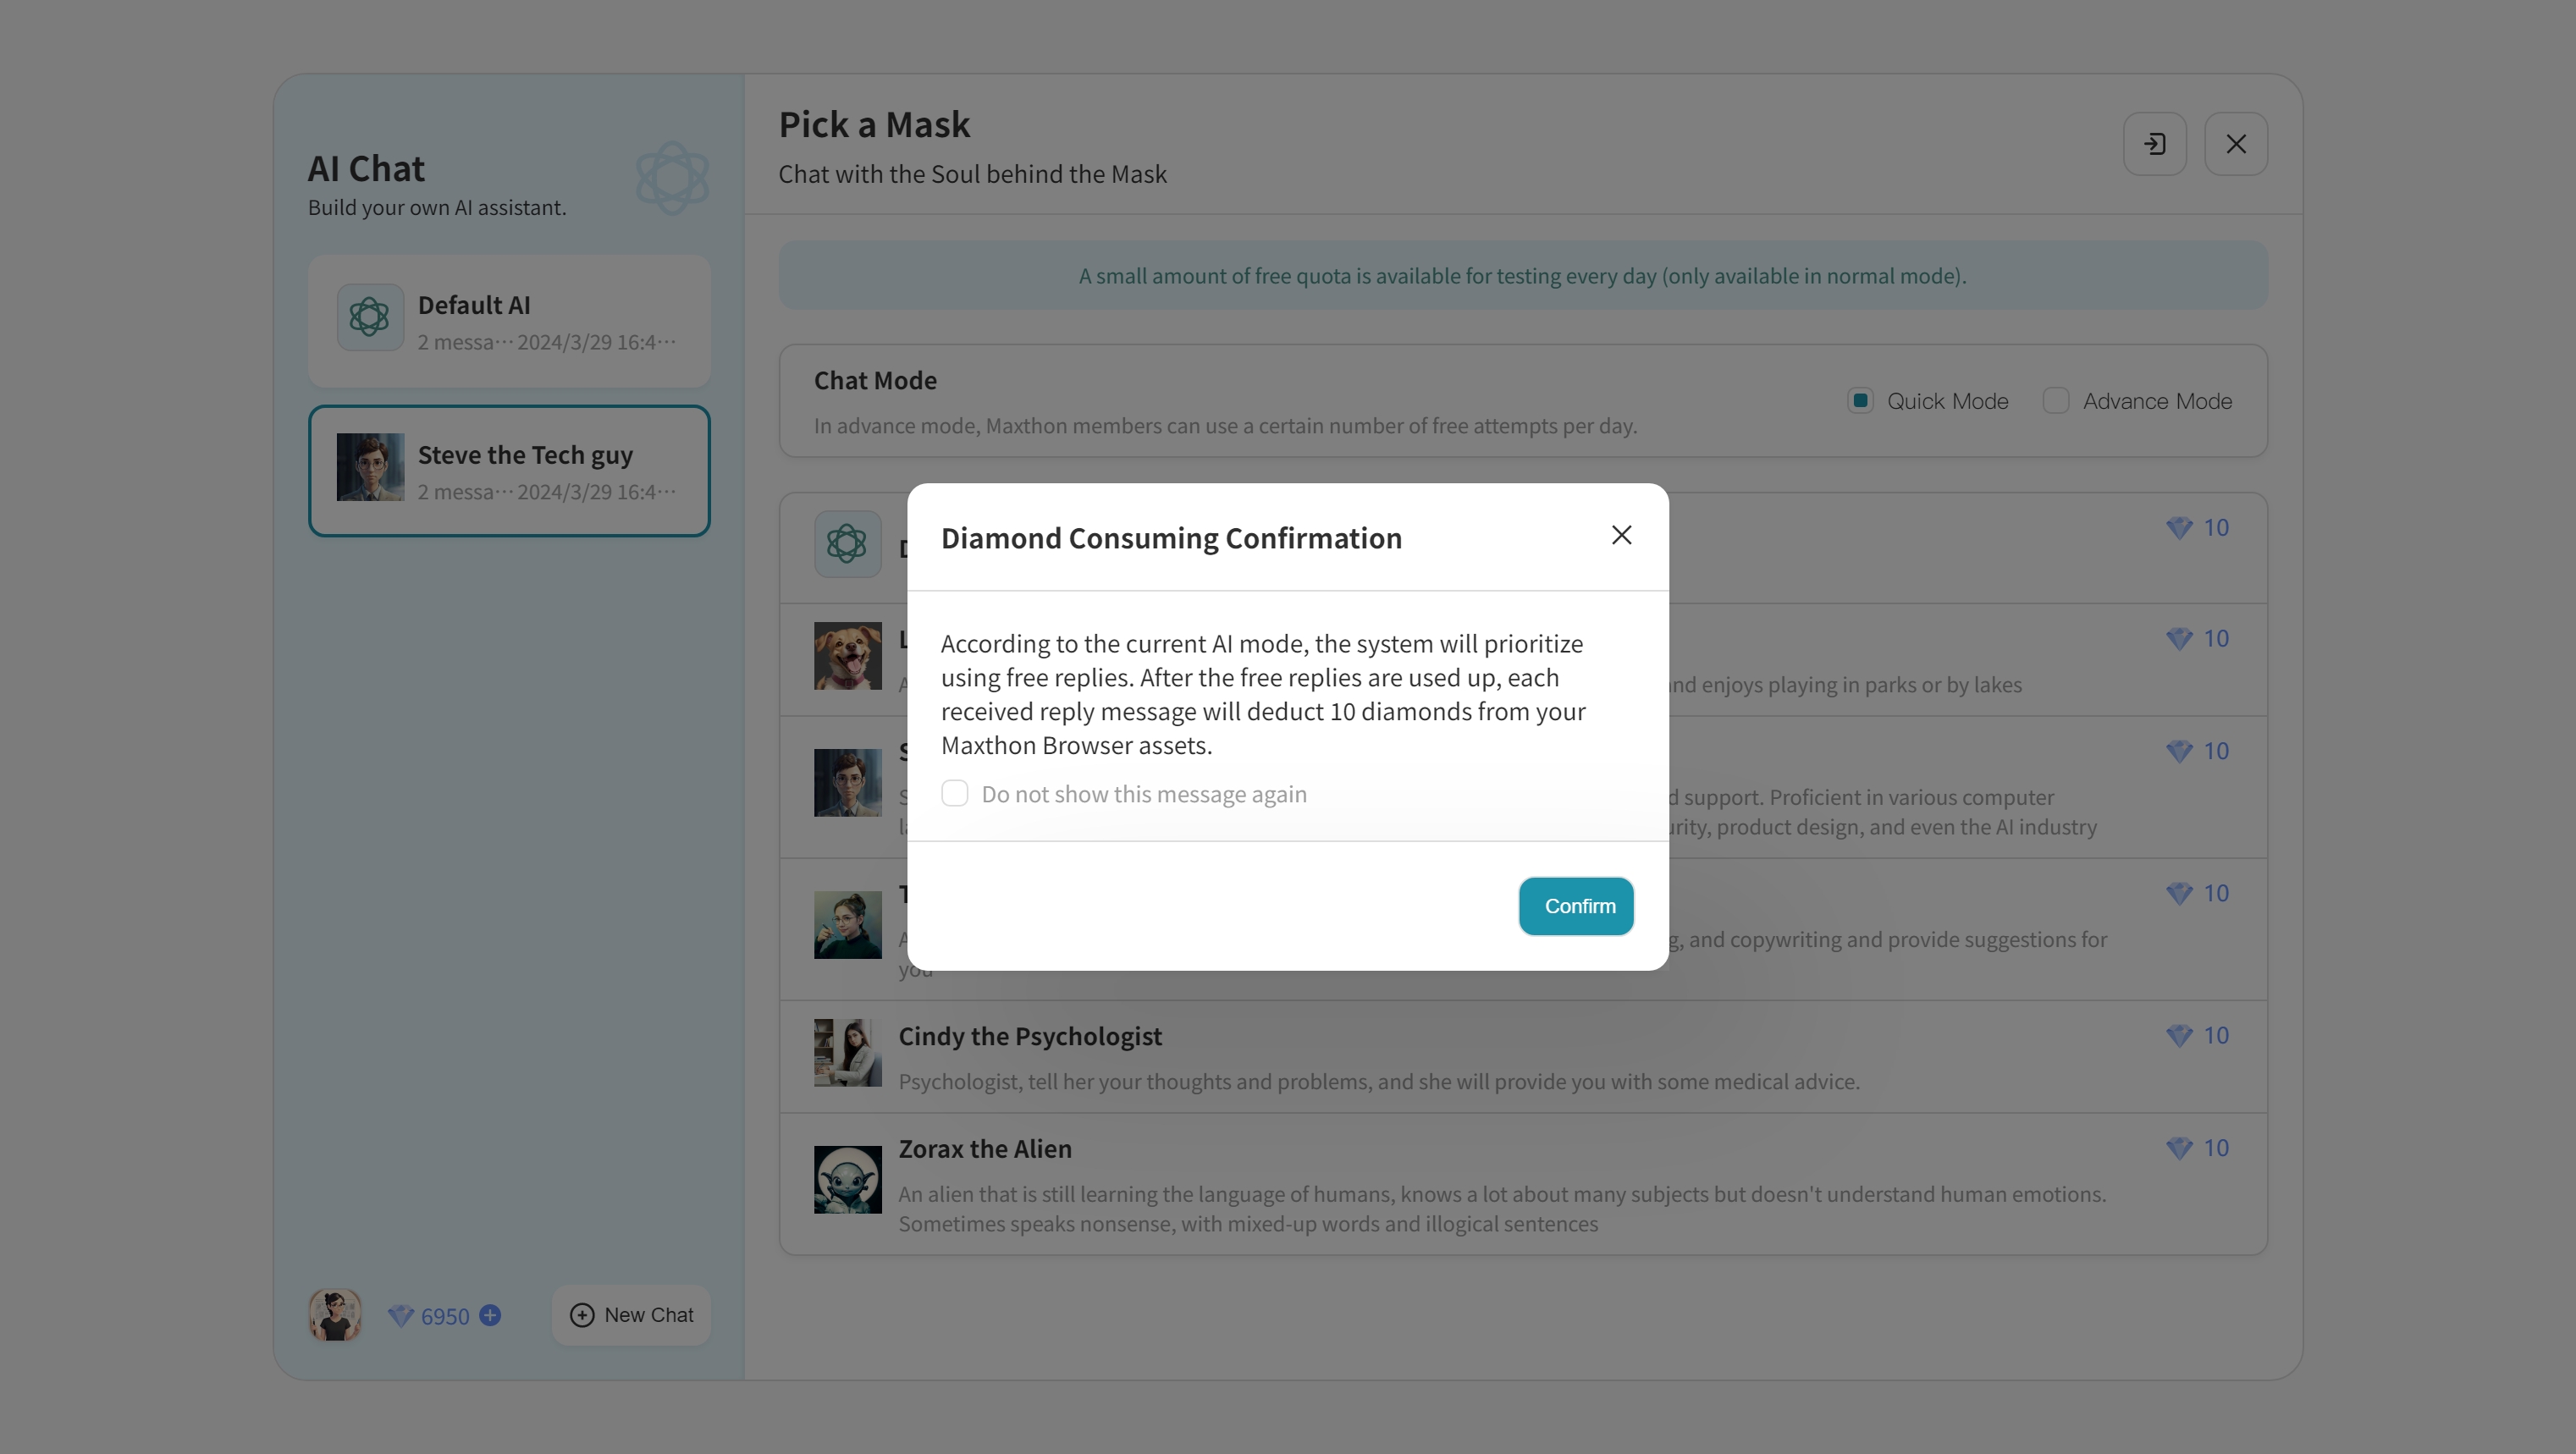 AI Chat
Build your own AI assistant.
Default AI
2 messa··· 2024/3/29 16:4···
Steve the Tech guy
2 messa··· 2024/3/29 16:4···
6950
New Chat
Pick a Mask
Chat with the Soul behind the Mask
A small amount of free quota is available for testing every day (only available in normal mode).
Chat Mode
In advance mode, Maxthon members can use a certain number of free attempts per day.
Quick Mode
Advance Mode
Diamond Consuming Confirmation
According to the current AI mode, the system will prioritize
using free replies. After the free replies are used up, each
received reply message will deduct 10 diamonds from your
Maxthon Browser assets.
Do not show this message again
Confirm
10
10
enjoys playing in parks or by lakes
10
support. Proficient in various computer
product design, and even the AI industry
10
and copywriting and provide suggestions for
you
Cindy the Psychologist
10
Psychologist, tell her your thoughts and problems, and she will provide you with some medical advice.
Zorax the Alien
10
An alien that is still learning the language of humans, knows a lot about many subjects but doesn't understand human emotions.
Sometimes speaks nonsense, with mixed-up words and illogical sentences